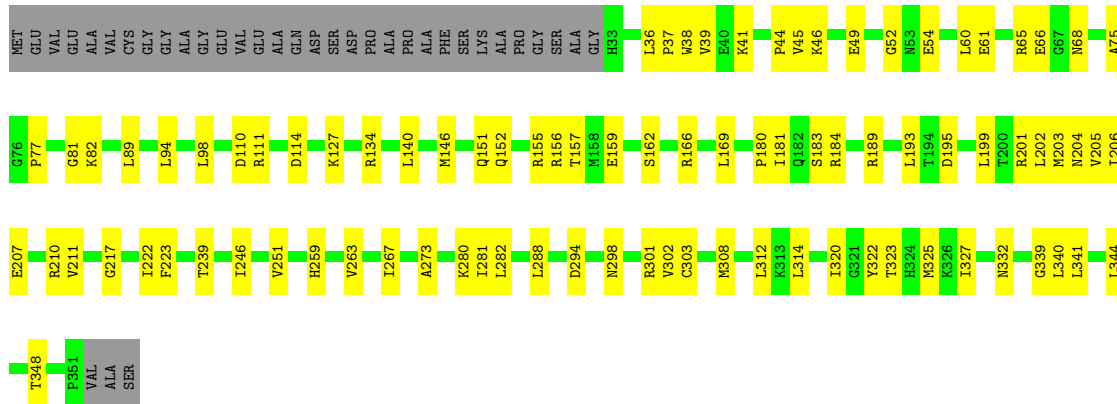 MET GLU VAL GLU ALA VAL CYS GLY GLY ALA GLY GLU VAL GLU ALA GLN ASP SER ASP PRO ALA PRO ALA PHE SER LYS ALA PRO GLY SER ALA GLY H33 L36 P37 W38 V39 E40 K41 P44 V45 K46 E49 G52 N53 E54 L60 E61 R65 E66 G67 N68 A75
G76 P77 G81 K82 L89 L94 L98 D110 R111 D114 K127 R134 L140 M146 Q151 Q152 R155 R156 T157 M158 E159 S162 R166 L169 P180 I181 Q182 S183 R184 R189 L193 T194 D195 L199 T200 R201 L202 M203 N204 V205 I206
E207 R210 V211 G217 I222 F223 T239 I246 V251 H259 V263 I267 A273 K280 I281 L282 L288 D294 N298 R301 V302 C303 M308 L312 K313 L314 I320 G321 Y322 T323 H324 M325 K326 I327 N332 G339 L340 L341 L344
T348 P351 VAL ALA SER